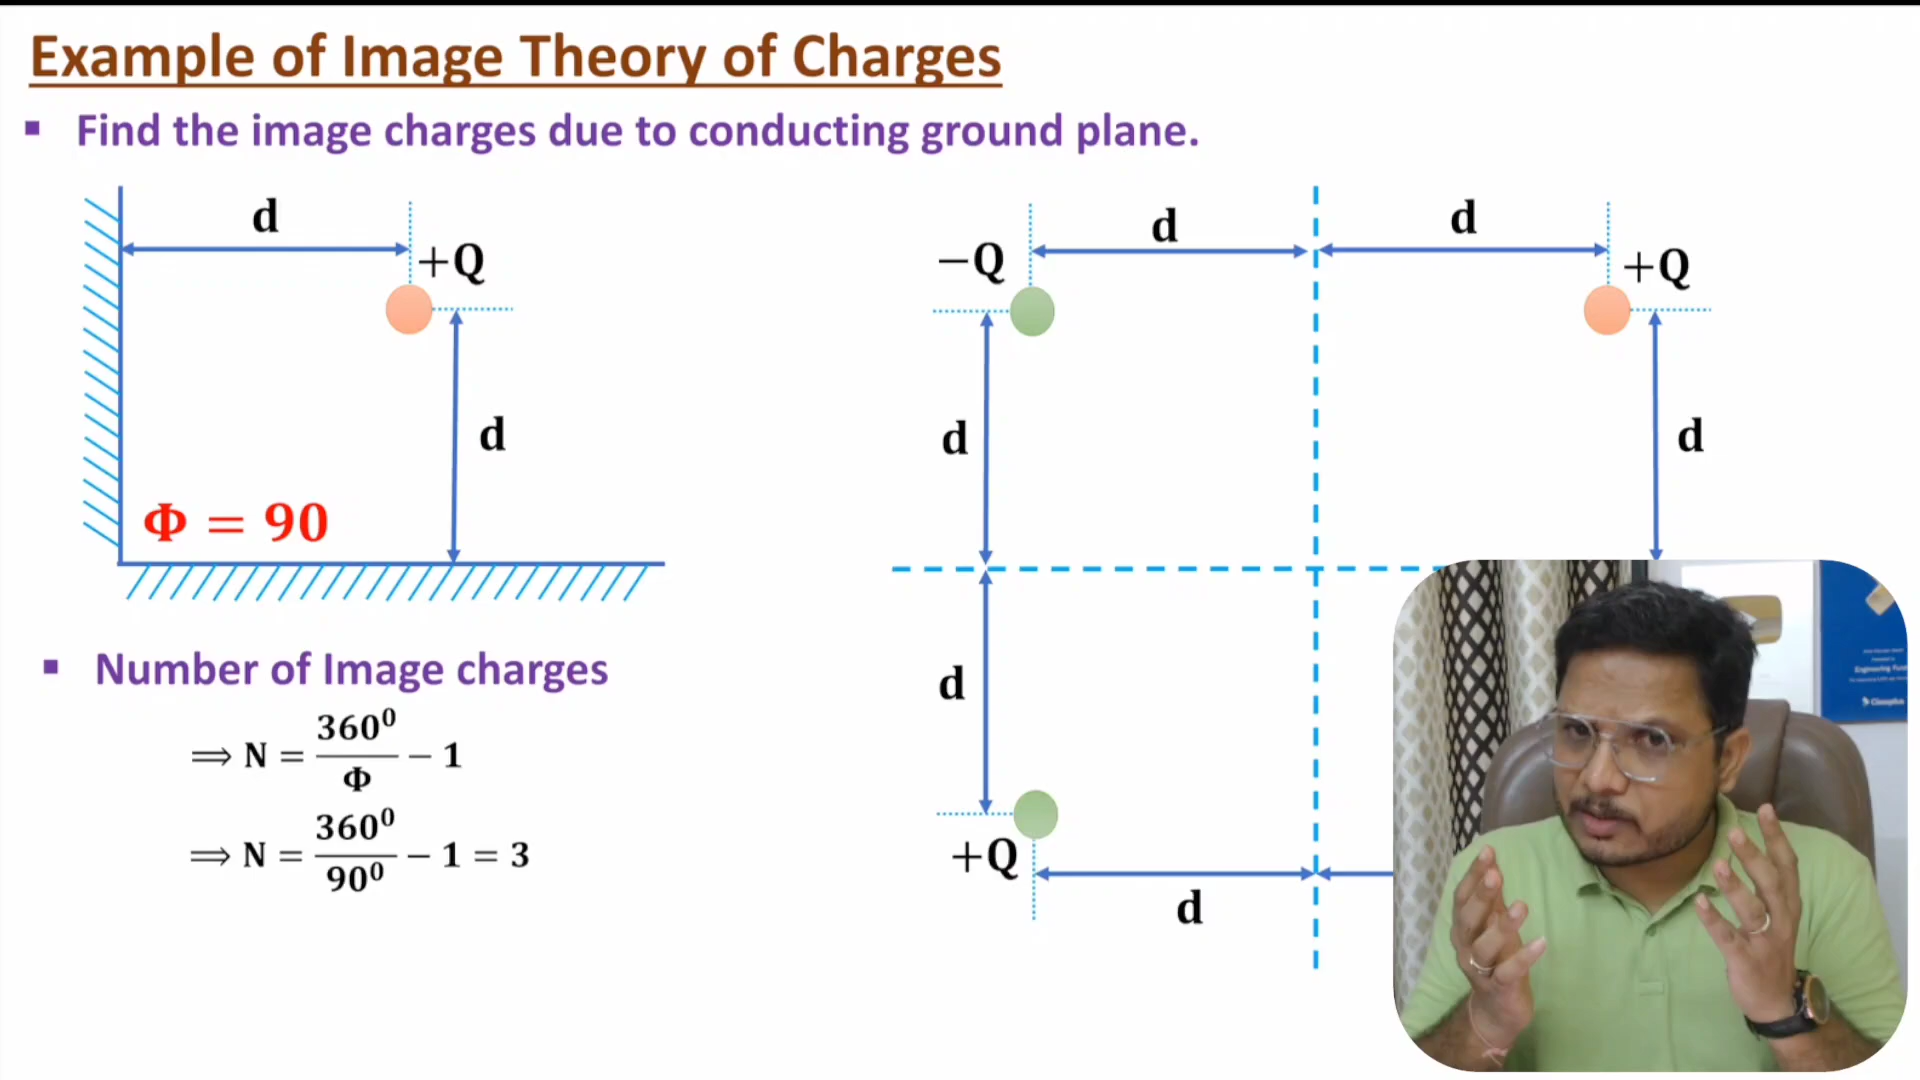 Example of Image Theory of Charges
▪ Find the image charges due to conducting ground plane.
d
+Q
d
Φ = 90
−Q
d
d
+Q
d
d
d
+Q
d
▪ Number of Image charges
⟹ N = 360⁰/Φ − 1
⟹ N = 360⁰/90⁰ − 1 = 3